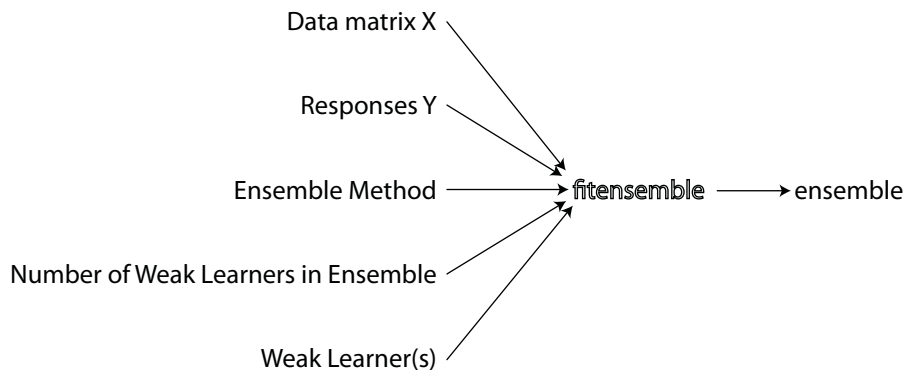 Data matrix X
Responses Y
Ensemble Method
fitensemble
ensemble
Number of Weak Learners in Ensemble
Weak Learner(s)